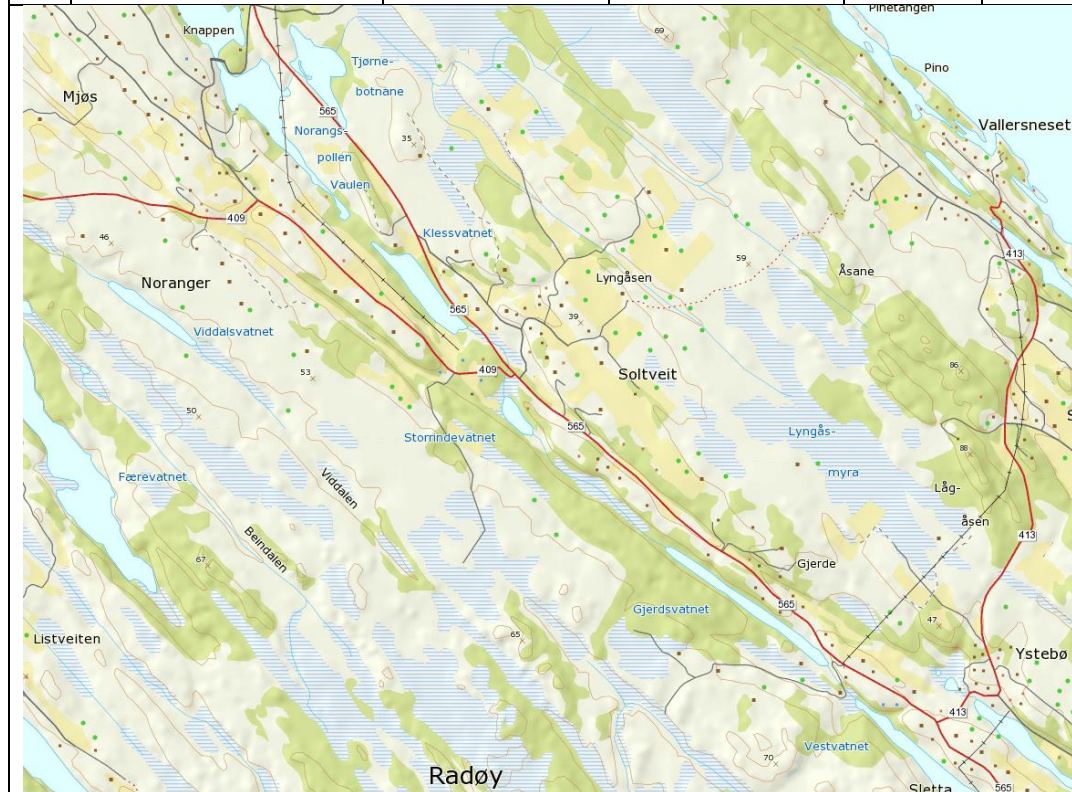 Pinetangen
Knappen
69
Tjørne-
botnane
Pino
Mjøs
565
Vallersneset
Norangs-
35
pollen
Vaulen
409
Klessvatnet
46
413
59
Åsane
Lyngåsen
Noranger
565
39
Viddalsvatnet
86
53
409
Soltveit
50
565
Lyngås-
Storrindevatnet
88
myra
Færevatnet
Viddalen
Låg-
åsen
413
Beindalen
67
Gjerde
565
Gjerdsvatnet
47
65
Listveiten
Ystebø
413
Vestvatnet
70
Radøy
Sletta
565